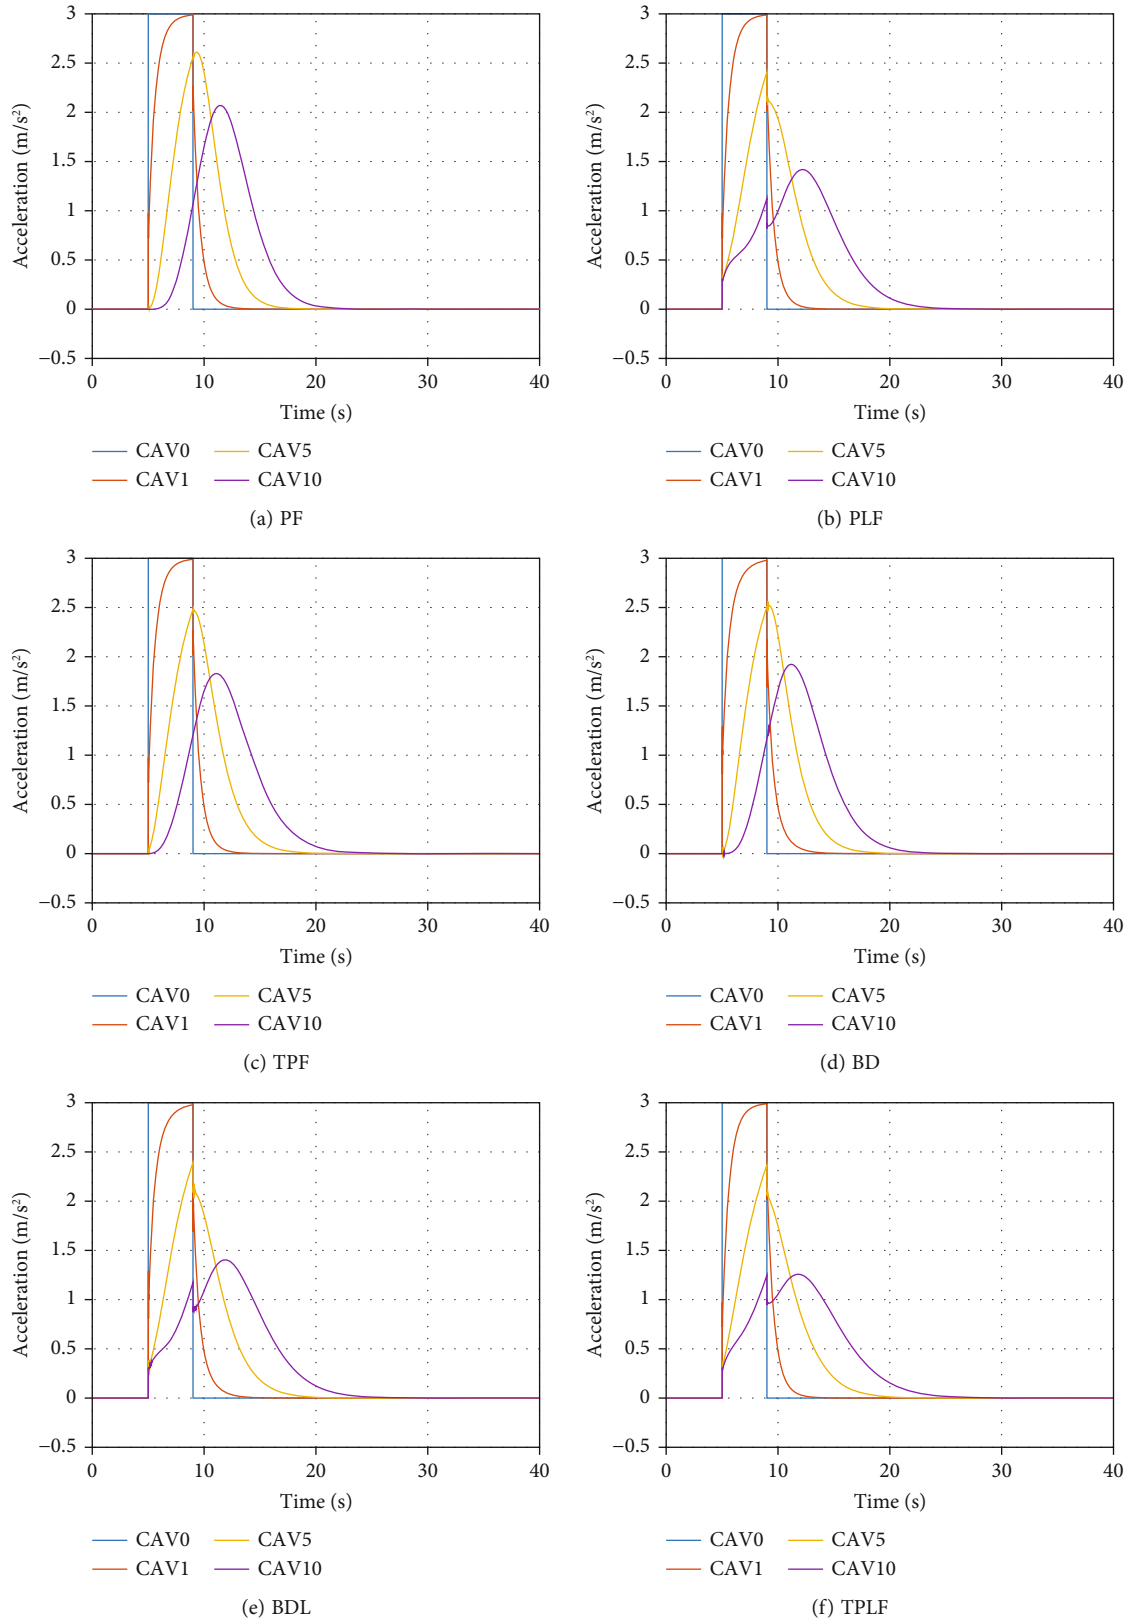 3
2.5
2
1.5
1
0.5
0
−0.5
Acceleration (m/s²)
0 10 20 30 40
Time (s)
CAV0 CAV5
CAV1 CAV10
(a) PF
3
2.5
2
1.5
1
0.5
0
−0.5
Acceleration (m/s²)
0 10 20 30 40
Time (s)
CAV0 CAV5
CAV1 CAV10
(b) PLF
3
2.5
2
1.5
1
0.5
0
−0.5
Acceleration (m/s²)
0 10 20 30 40
Time (s)
CAV0 CAV5
CAV1 CAV10
(c) TPF
3
2.5
2
1.5
1
0.5
0
−0.5
Acceleration (m/s²)
0 10 20 30 40
Time (s)
CAV0 CAV5
CAV1 CAV10
(d) BD
3
2.5
2
1.5
1
0.5
0
−0.5
Acceleration (m/s²)
0 10 20 30 40
Time (s)
CAV0 CAV5
CAV1 CAV10
(e) BDL
3
2.5
2
1.5
1
0.5
0
−0.5
Acceleration (m/s²)
0 10 20 30 40
Time (s)
CAV0 CAV5
CAV1 CAV10
(f) TPLF